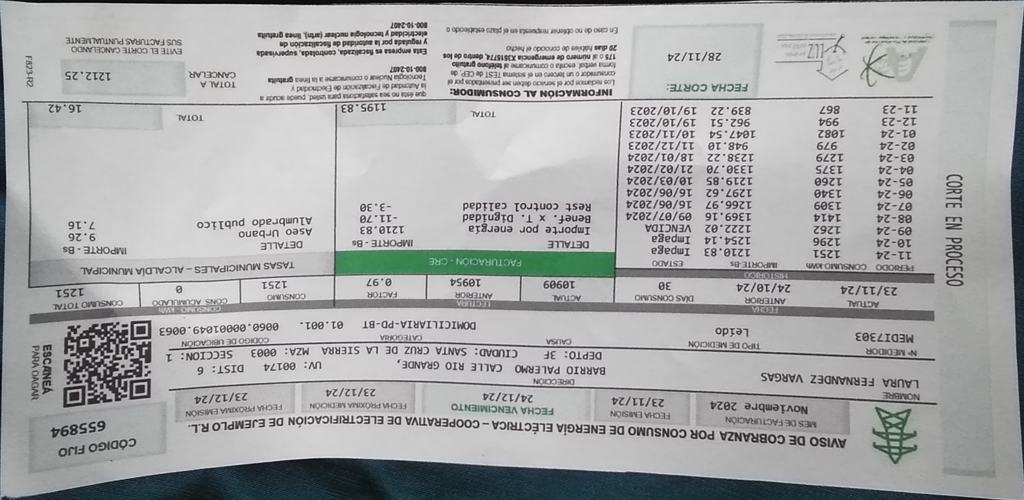 AVISO DE COBRANZA POR CONSUMO DE ENERGÍA ELÉCTRICA – COOPERATIVA DE ELECTRIFICACIÓN DE EJEMPLO R.L.
CÓDIGO FIJO
655894
MES DE FACTURACIÓN
Noviembre 2024
FECHA EMISIÓN
23/11/24
FECHA VENCIMIENTO
24/12/24
FECHA PRÓXIMA MEDICIÓN
23/12/24
FECHA PRÓXIMA EMISIÓN
23/12/24
ESCANEA
PARA PAGAR
NOMBRE
LAURA FERNANDEZ VARGAS
DIRECCIÓN
BARRIO PALERMO CALLE RIO GRANDE, UV: 00174 DIST: 6
DEPTO: 3F CIUDAD: SANTA CRUZ DE LA SIERRA MZA: 0003 SECCION: 1
N° MEDIDOR
MEDI7303
TIPO DE MEDICIÓN
Leído
CAUSA
CATEGORÍA
DOMICILIARIA-PD-BT
CÓDIGO DE UBICACIÓN
01.001. 0060.00001049.0063
FECHA
LECTURA
CONSUMO - kWh
ACTUAL
23/11/24
ANTERIOR
24/10/24
DIAS CONSUMO
30
ACTUAL
10909
ANTERIOR
10954
FACTOR
0.97
CONSUMO
1251
CONS ACUMULADO
0
CONSUMO TOTAL
1251
HISTÓRICO
PERIODO CONSUMO kWh IMPORTE Bs ESTADO
11-24 1251 1210.83 Impaga
10-24 1296 1254.14 Impaga
09-24 1262 1222.02 VENCIDA
08-24 1414 1369.16 09/07/2024
07-24 1309 1266.97 16/06/2024
06-24 1340 1297.62 16/06/2024
05-24 1260 1219.85 10/03/2024
04-24 1375 1330.70 21/02/2024
03-24 1279 1238.22 18/01/2024
02-24 979 948.10 11/12/2023
01-24 1082 1047.54 10/11/2023
12-23 994 962.51 19/10/2023
11-23 867 839.22 19/10/2023
FACTURACIÓN - CRE
DETALLE IMPORTE - Bs
Importe por energía 1210.83
Benef. x T. Dignidad -11.70
Rest control calidad -3.30
TOTAL 1195.83
TASAS MUNICIPALES – ALCALDÍA MUNICIPAL
DETALLE IMPORTE - Bs
Aseo Urbano 9.26
Alumbrado publico 7.16
TOTAL 16.42
CORTE EN PROCESO
FECHA CORTE:
28/11/24
INFORMACIÓN AL CONSUMIDOR:
Los reclamos por el servicio deben ser presentados por el
consumidor o un tercero en el sistema TEST de CEP, de
forma verbal, escrita o comunicarse al teléfono gratuito
175 o al número de emergencia X3515774, dentro de los
20 días hábiles de conocido el hecho
En caso de no obtener respuesta en el plazo establecido o
que ésta no sea satisfactoria para usted, puede acudir a
la Autoridad de Fiscalización de Electricidad y
Tecnología Nuclear o comunicarse a la línea gratuita
800-10-2407
Esta empresa es fiscalizada, controlada, supervisada
y regulada por la autoridad de fiscalización de
electricidad y tecnología nuclear (aetn), línea gratuita
800-10-2407
TOTAL A
CANCELAR
1212.25
EVITE CORTE CANCELANDO
SUS FACTURAS PUNTUALMENTE